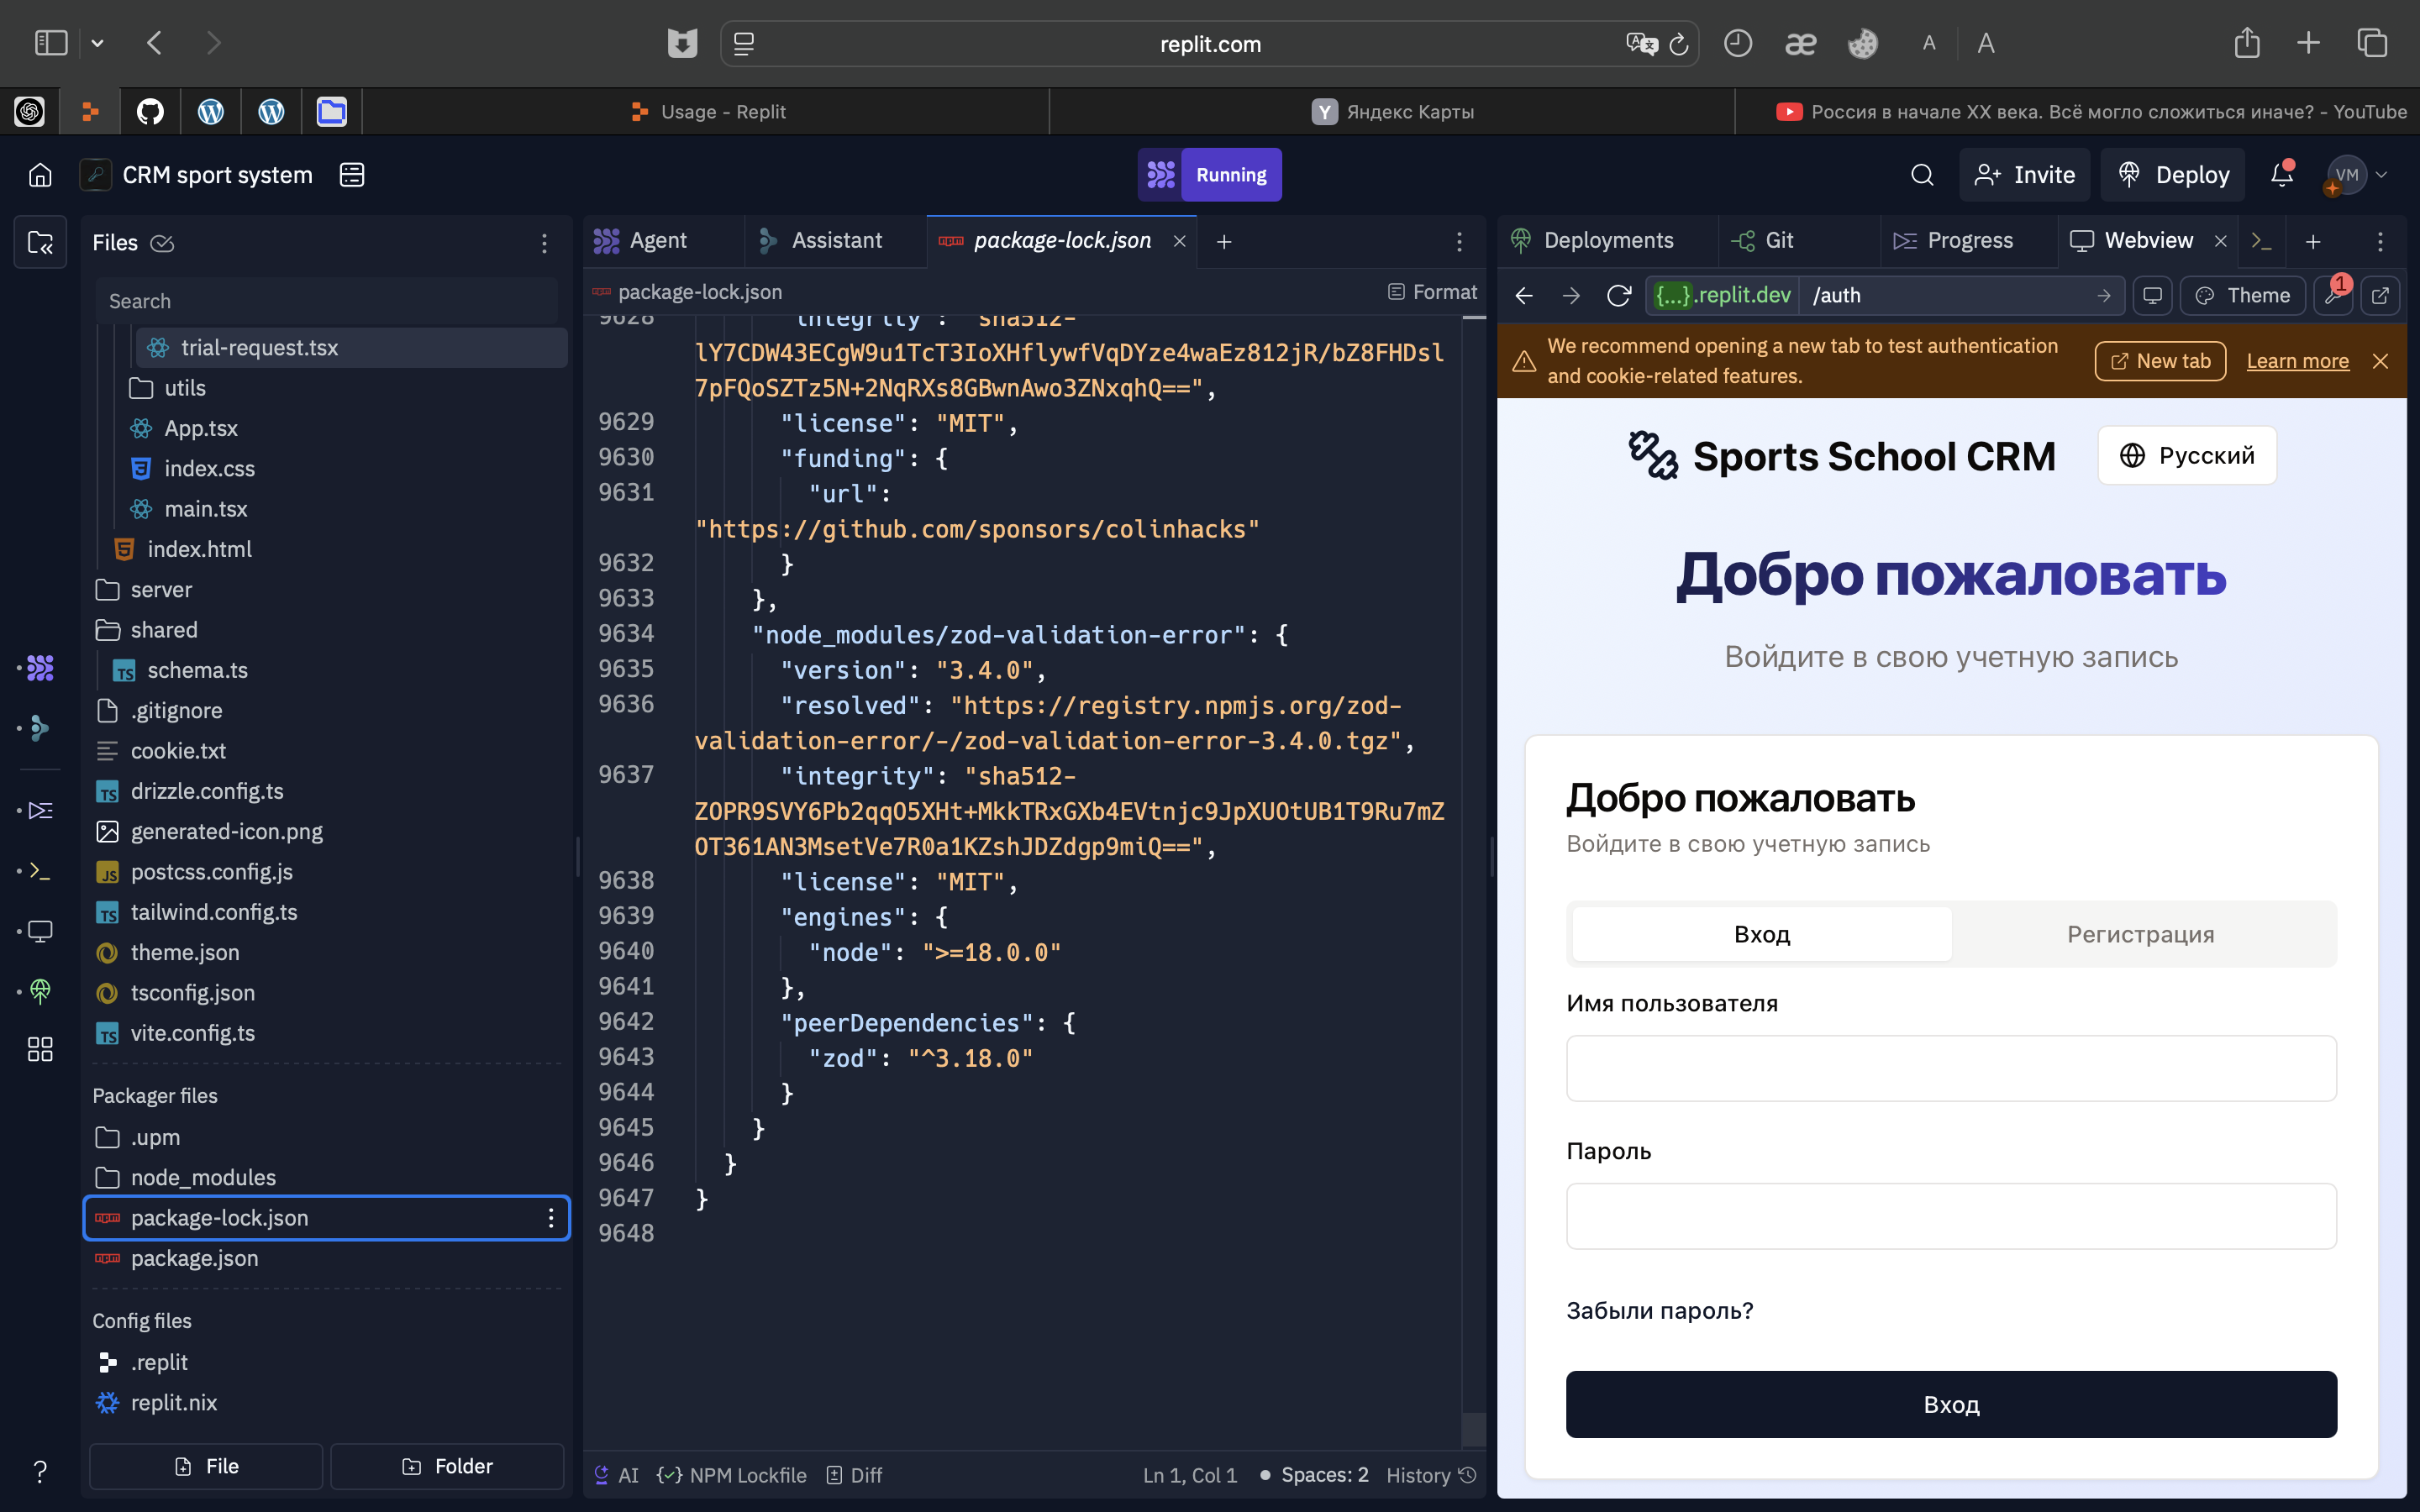 replit.com
A
A
Usage - Replit
Y
Яндекс Карты
Россия в начале XX века. Всё могло сложиться иначе? - YouTube
CRM sport system
Running
Invite
Deploy
VM
Files
Search
trial-request.tsx
utils
App.tsx
index.css
main.tsx
index.html
server
shared
schema.ts
.gitignore
cookie.txt
drizzle.config.ts
generated-icon.png
postcss.config.js
tailwind.config.ts
theme.json
tsconfig.json
vite.config.ts
Packager files
.upm
node_modules
package-lock.json
package.json
Config files
.replit
replit.nix
File
Folder
Agent
Assistant
package-lock.json
package-lock.json
Format
9628 "integrity": "sha512-
lY7CDW43ECgW9u1TcT3IoXHflywfVqDYze4waEz812jR/bZ8FHDsl
7pFQoSZTz5N+2NqRXs8GBwnAwo3ZNxqhQ==",
9629 "license": "MIT",
9630 "funding": {
9631 "url":
"https://github.com/sponsors/colinhacks"
9632 }
9633 },
9634 "node_modules/zod-validation-error": {
9635 "version": "3.4.0",
9636 "resolved": "https://registry.npmjs.org/zod-
validation-error/-/zod-validation-error-3.4.0.tgz",
9637 "integrity": "sha512-
ZOPR9SVY6Pb2qqO5XHt+MkkTRxGXb4EVtnjc9JpXUOtUB1T9Ru7mZ
OT361AN3MsetVe7R0a1KZshJDZdgp9miQ==",
9638 "license": "MIT",
9639 "engines": {
9640 "node": ">=18.0.0"
9641 },
9642 "peerDependencies": {
9643 "zod": "^3.18.0"
9644 }
9645 }
9646 }
9647 }
9648
AI
NPM Lockfile
Diff
Ln 1, Col 1
Spaces: 2
History
Deployments
Git
Progress
Webview
{...}.replit.dev
/auth
Theme
1
We recommend opening a new tab to test authentication
and cookie-related features.
New tab
Learn more
Sports School CRM
Русский
Добро пожаловать
Войдите в свою учетную запись
Добро пожаловать
Войдите в свою учетную запись
Вход
Регистрация
Имя пользователя
Пароль
Забыли пароль?
Вход